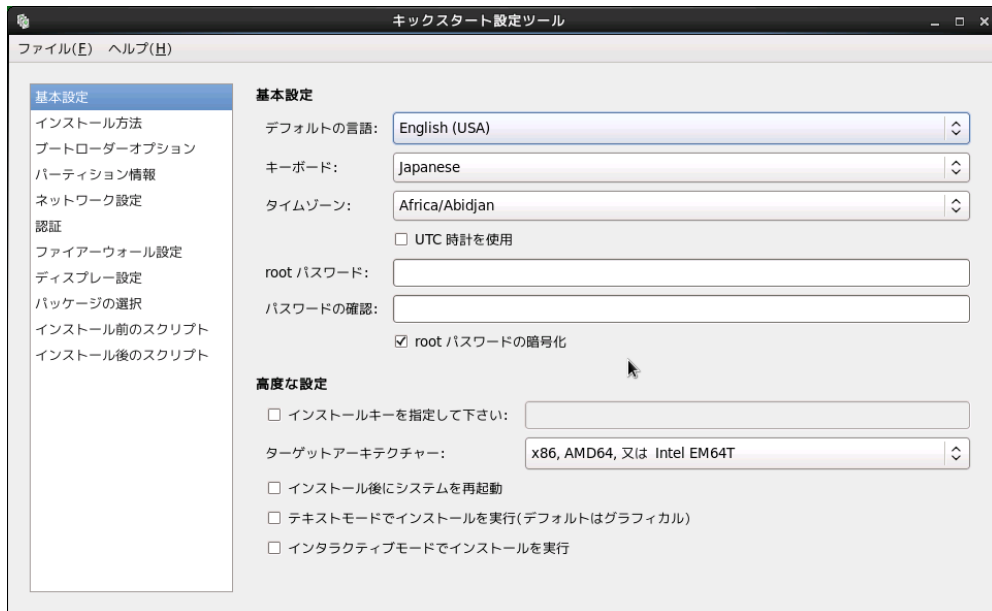 キックスタート設定ツール
ファイル(F) ヘルプ(H)
基本設定
インストール方法
ブートローダーオプション
パーティション情報
ネットワーク設定
認証
ファイアーウォール設定
ディスプレー設定
パッケージの選択
インストール前のスクリプト
インストール後のスクリプト
基本設定
デフォルトの言語: English (USA)
キーボード: Japanese
タイムゾーン: Africa/Abidjan
UTC 時計を使用
root パスワード:
パスワードの確認:
root パスワードの暗号化
高度な設定
インストールキーを指定して下さい:
ターゲットアーキテクチャー: x86, AMD64, 又は Intel EM64T
インストール後にシステムを再起動
テキストモードでインストールを実行(デフォルトはグラフィカル)
インタラクティブモードでインストールを実行